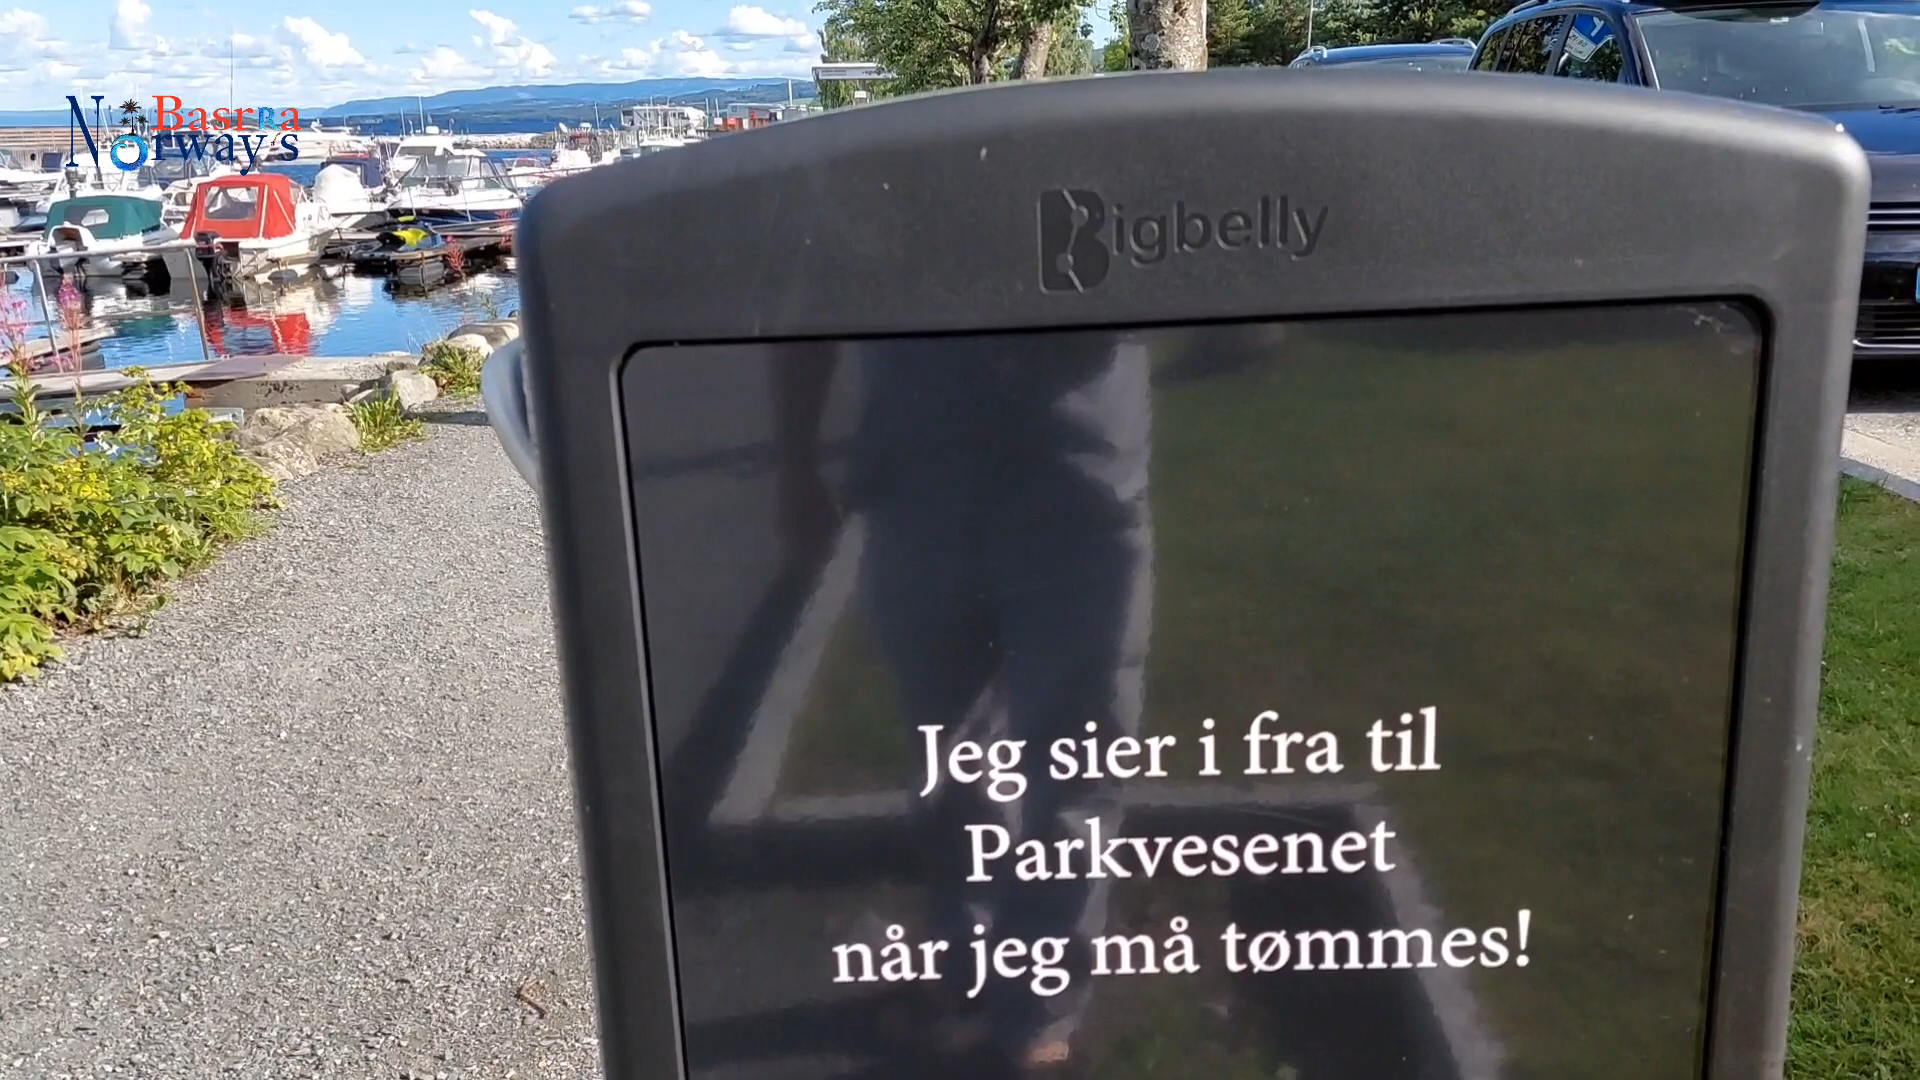 Basrra
Norway's
Bigbelly
Jeg sier i fra til
Parkvesenet
når jeg må tømmes!